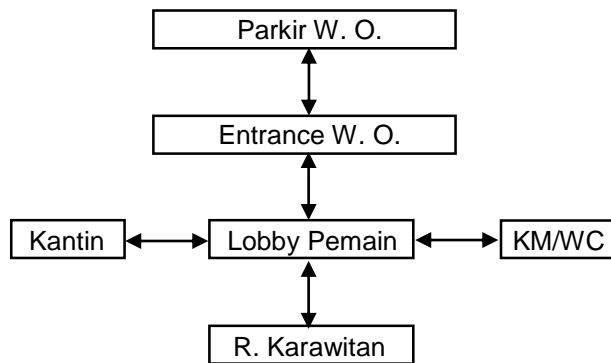 Parkir W. O.
Entrance W. O.
Kantin
Lobby Pemain
KM/WC
R. Karawitan